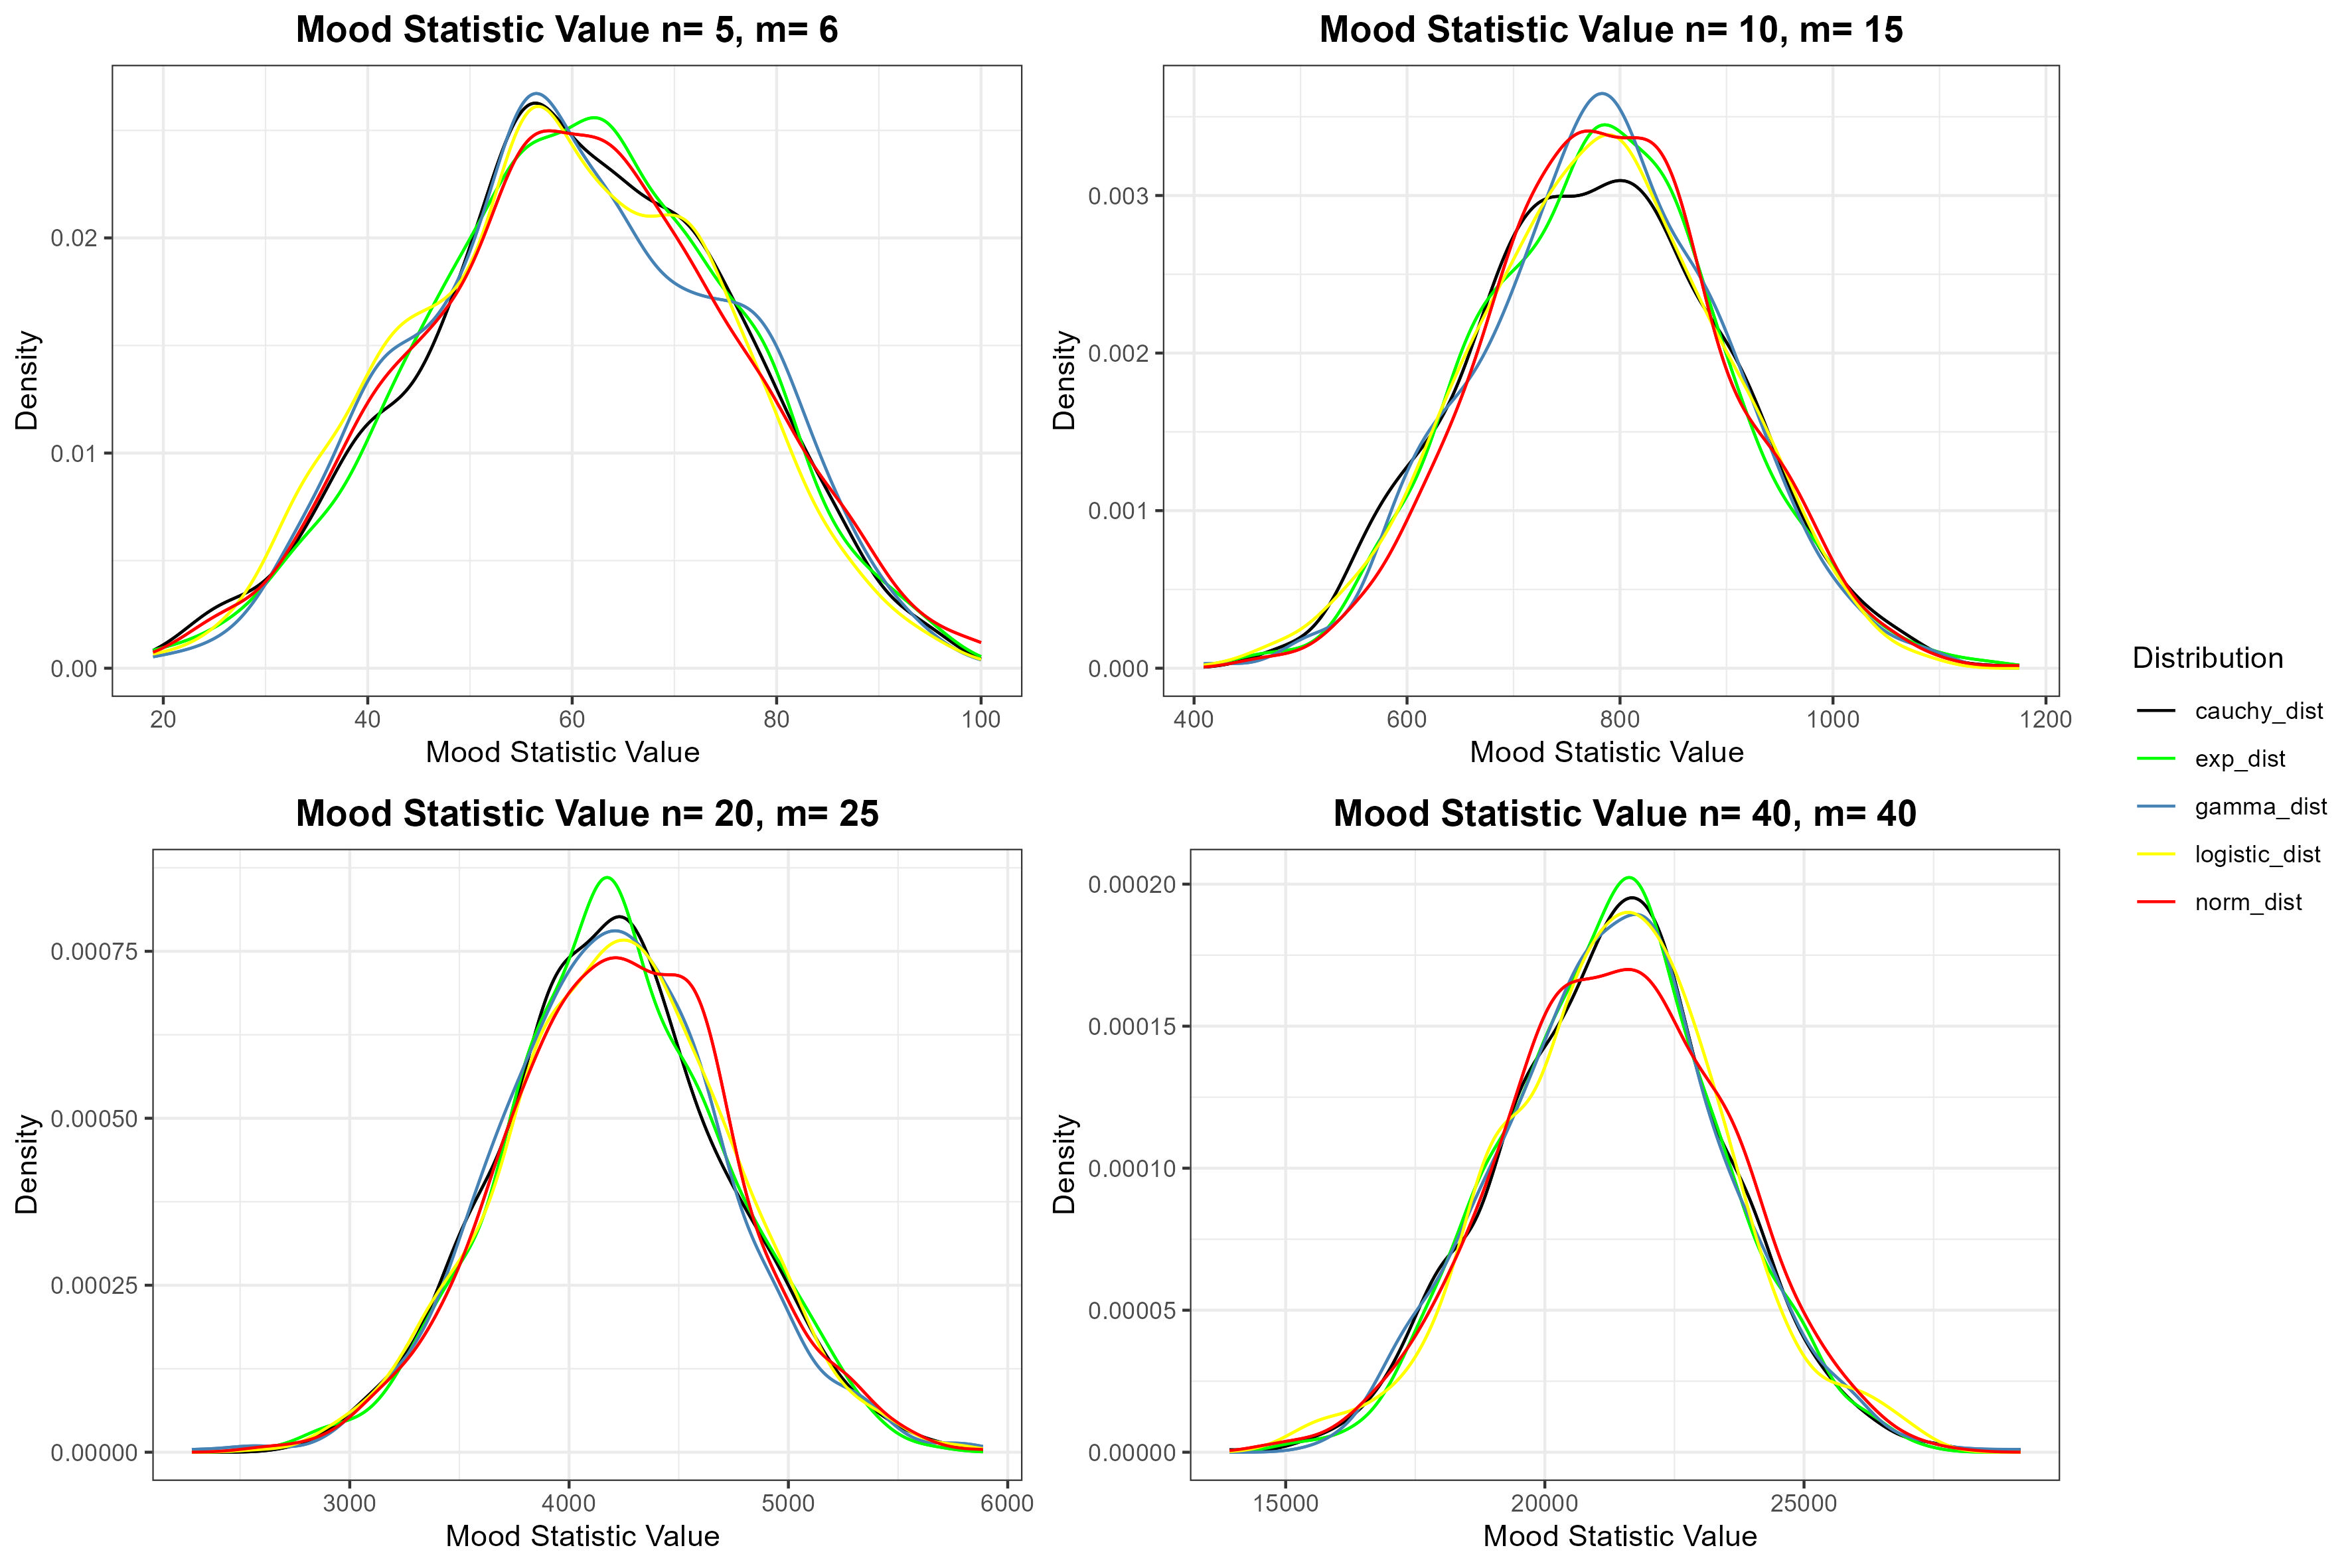 Mood Statistic Value n= 5, m= 6
Density
0.02
0.01
0.00
20 40 60 80 100
Mood Statistic Value
Mood Statistic Value n= 10, m= 15
Density
0.003
0.002
0.001
0.000
400 600 800 1000 1200
Mood Statistic Value
Mood Statistic Value n= 20, m= 25
Density
0.00075
0.00050
0.00025
0.00000
3000 4000 5000 6000
Mood Statistic Value
Mood Statistic Value n= 40, m= 40
Density
0.00020
0.00015
0.00010
0.00005
0.00000
15000 20000 25000
Mood Statistic Value
Distribution
cauchy_dist
exp_dist
gamma_dist
logistic_dist
norm_dist